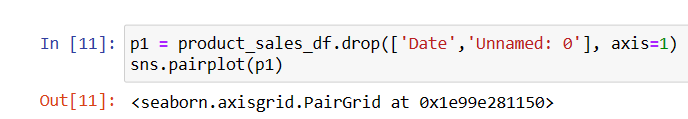 In [11]: p1 = product_sales_df.drop(['Date','Unnamed: 0'], axis=1)
sns.pairplot(p1)
Out[11]: <seaborn.axisgrid.PairGrid at 0x1e99e281150>